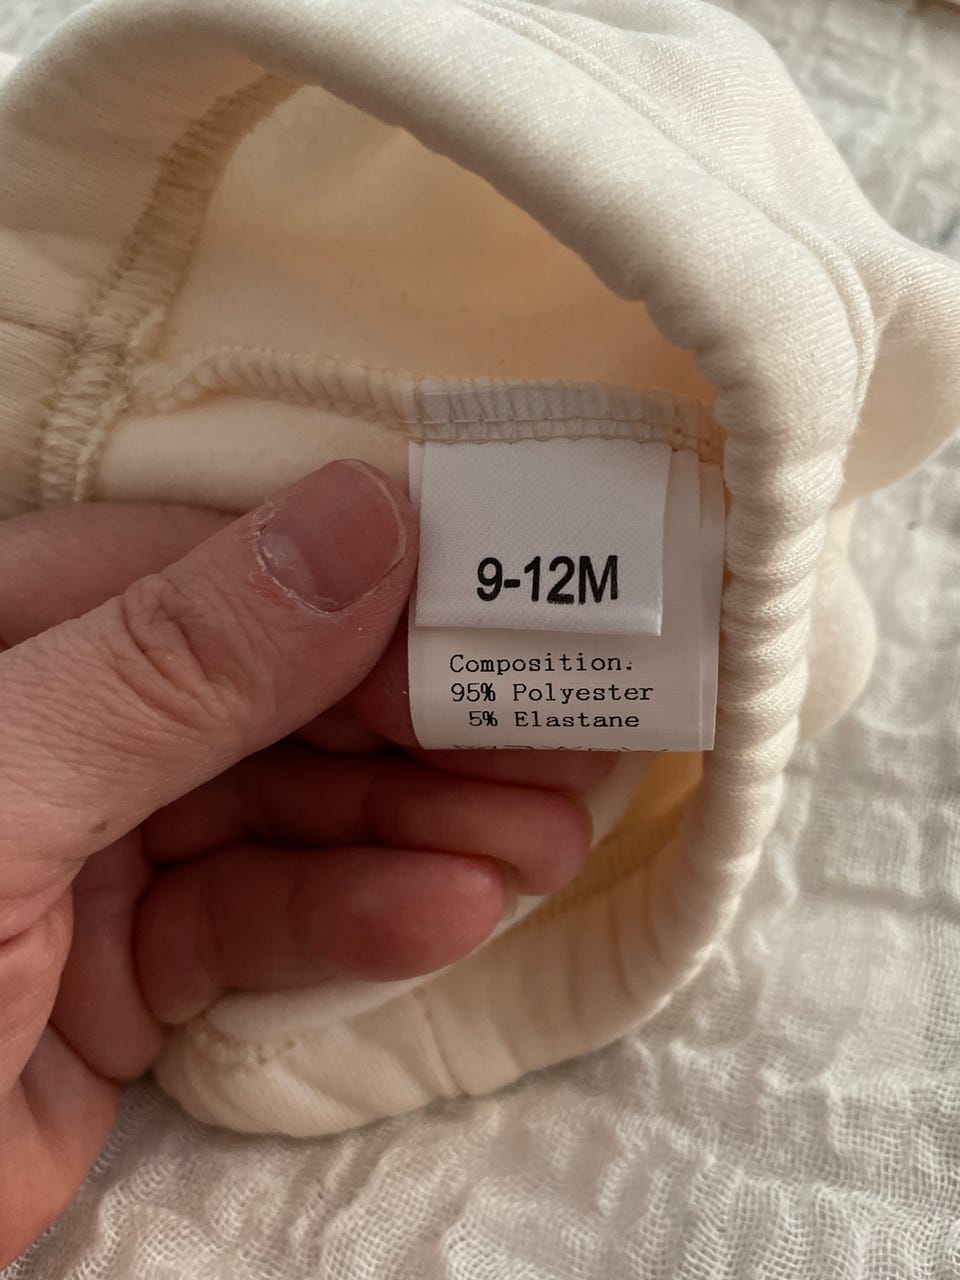 9-12M
Composition:
95% Polyester
5% Elastane